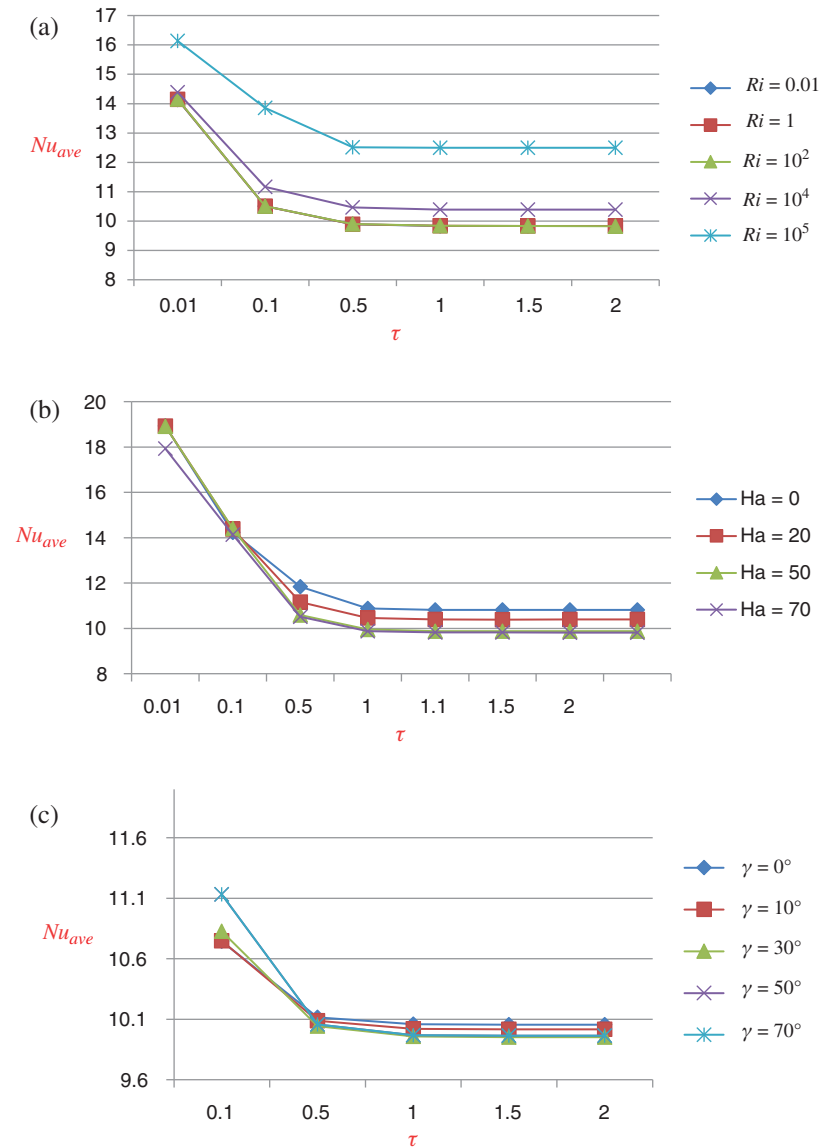 (a)
17
16
15
14
13
12
11
10
9
8
Nu_ave
0.01 0.1 0.5 1 1.5 2
τ
Ri = 0.01
Ri = 1
Ri = 10²
Ri = 10⁴
Ri = 10⁵
(b)
20
18
16
14
12
10
8
Nu_ave
0.01 0.1 0.5 1 1.1 1.5 2
τ
Ha = 0
Ha = 20
Ha = 50
Ha = 70
(c)
11.6
11.1
10.6
10.1
9.6
Nu_ave
0.1 0.5 1 1.5 2
τ
γ = 0°
γ = 10°
γ = 30°
γ = 50°
γ = 70°